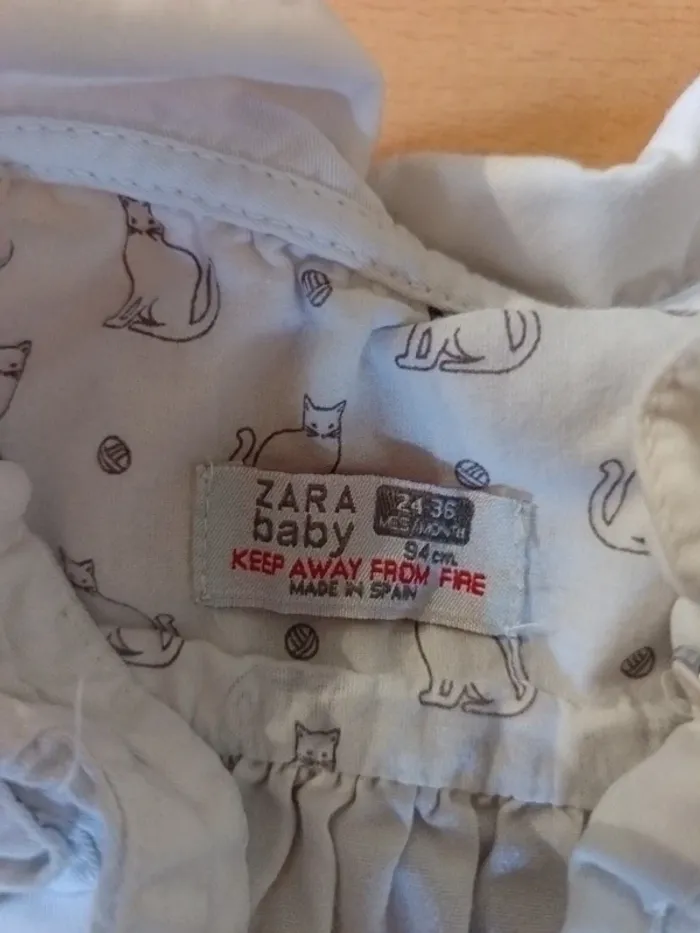 ZARA
baby
24-36
MES/MONTH
94 cm.
KEEP AWAY FROM FIRE
MADE IN SPAIN